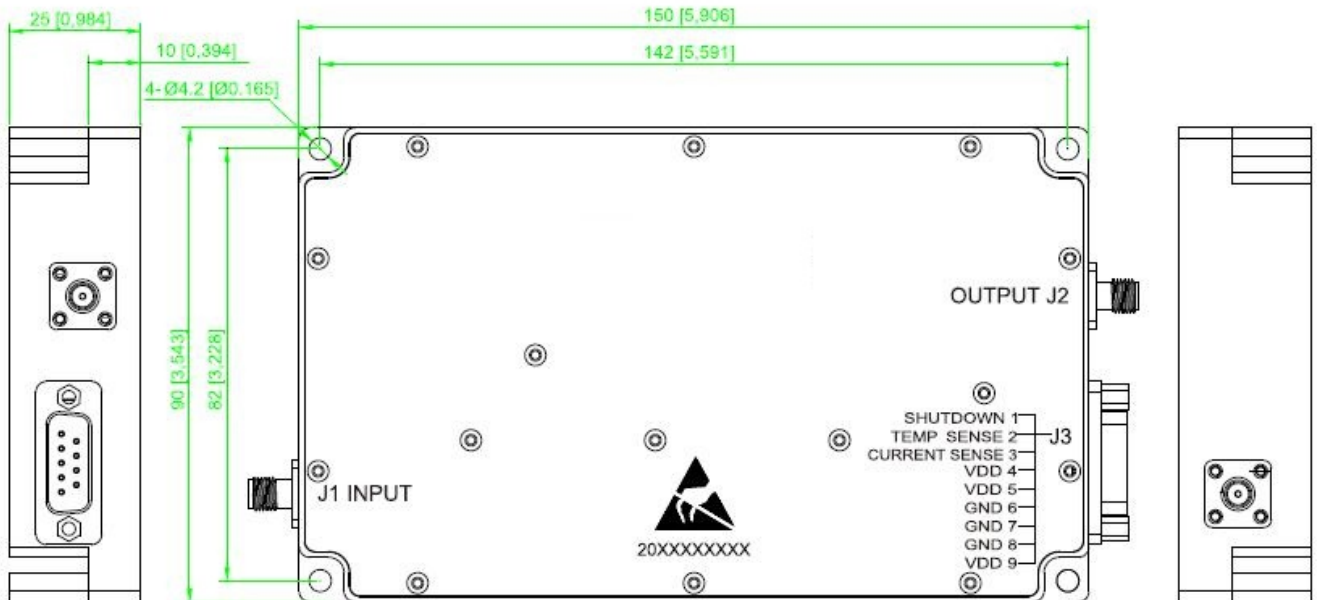 25 [0,984]
150 [5,906]
10 [0,394]
142 [5,591]
4-Ø4.2 [Ø0.165]
90 [3,543]
82 [3,228]
OUTPUT J2
SHUTDOWN 1
TEMP SENSE 2
J3
CURRENT SENSE 3
VDD 4
VDD 5
GND 6
GND 7
GND 8
VDD 9
J1 INPUT
20XXXXXXXX